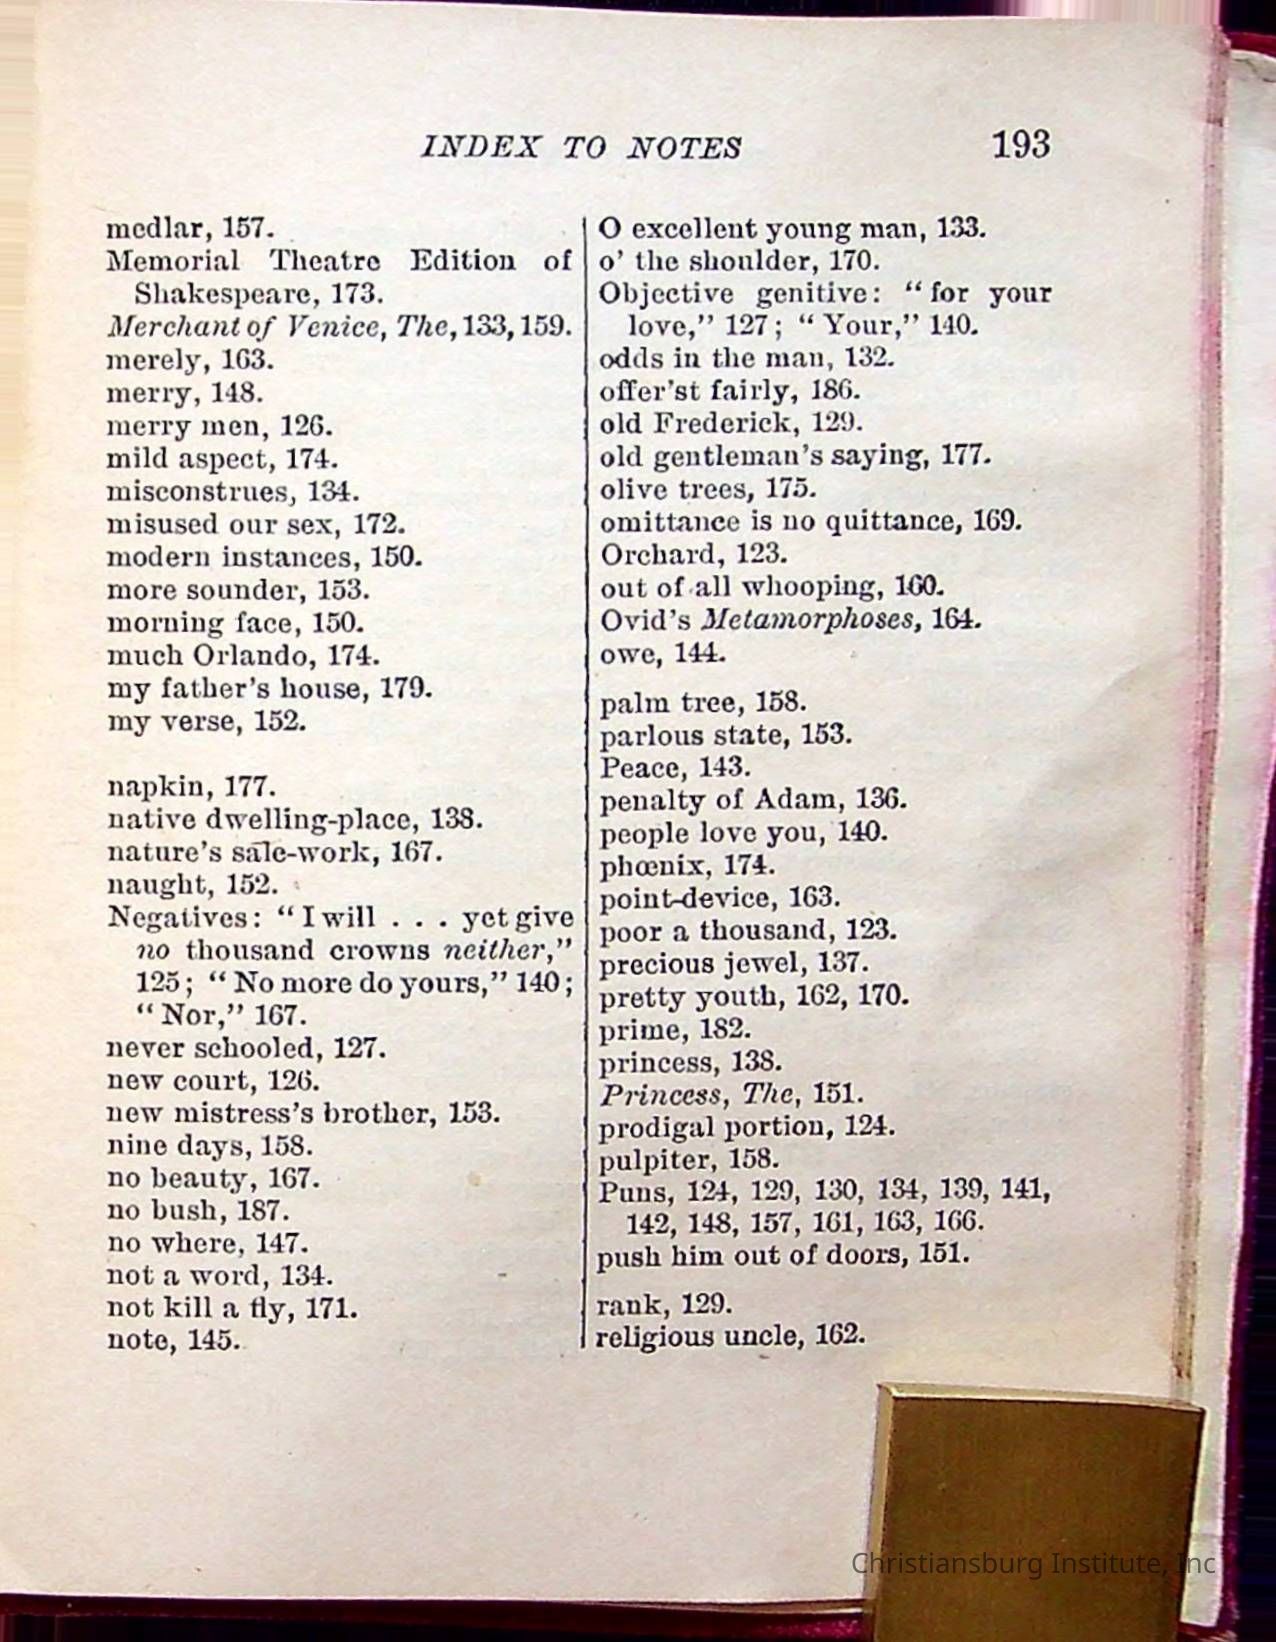 INDEX TO NOTES 193
medlar, 157.
Memorial Theatre Edition of
Shakespeare, 173.
Merchant of Venice, The, 133, 159.
merely, 163.
merry, 148.
merry men, 126.
mild aspect, 174.
misconstrues, 134.
misused our sex, 172.
modern instances, 150.
more sounder, 153.
morning face, 150.
much Orlando, 174.
my father's house, 179.
my verse, 152.
napkin, 177.
native dwelling-place, 138.
nature's sale-work, 167.
naught, 152.
Negatives: “I will . . . yet give
no thousand crowns neither,”
125; “No more do yours,” 140;
“Nor,” 167.
never schooled, 127.
new court, 126.
new mistress's brother, 153.
nine days, 158.
no beauty, 167.
no bush, 187.
no where, 147.
not a word, 134.
not kill a fly, 171.
note, 145.
O excellent young man, 133.
o' the shoulder, 170.
Objective genitive: “for your
love,” 127; “Your,” 140.
odds in the man, 132.
offer'st fairly, 186.
old Frederick, 129.
old gentleman's saying, 177.
olive trees, 175.
omittance is no quittance, 169.
Orchard, 123.
out of all whooping, 160.
Ovid's Metamorphoses, 164.
owe, 144.
palm tree, 158.
parlous state, 153.
Peace, 143.
penalty of Adam, 136.
people love you, 140.
phœnix, 174.
point-device, 163.
poor a thousand, 123.
precious jewel, 137.
pretty youth, 162, 170.
prime, 182.
princess, 138.
Princess, The, 151.
prodigal portion, 124.
pulpiter, 158.
Puns, 124, 129, 130, 134, 139, 141,
142, 148, 157, 161, 163, 166.
push him out of doors, 151.
rank, 129.
religious uncle, 162.
Christiansburg Institute, Inc